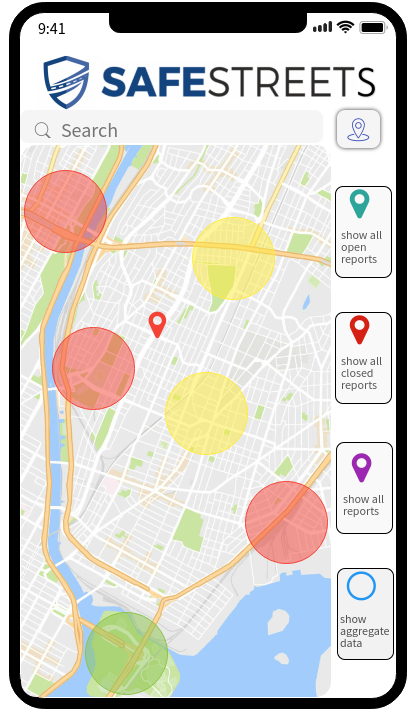 9:41
SAFESTREETS
Search
show all
open
reports
show all
closed
reports
show all
reports
show
aggregate
data